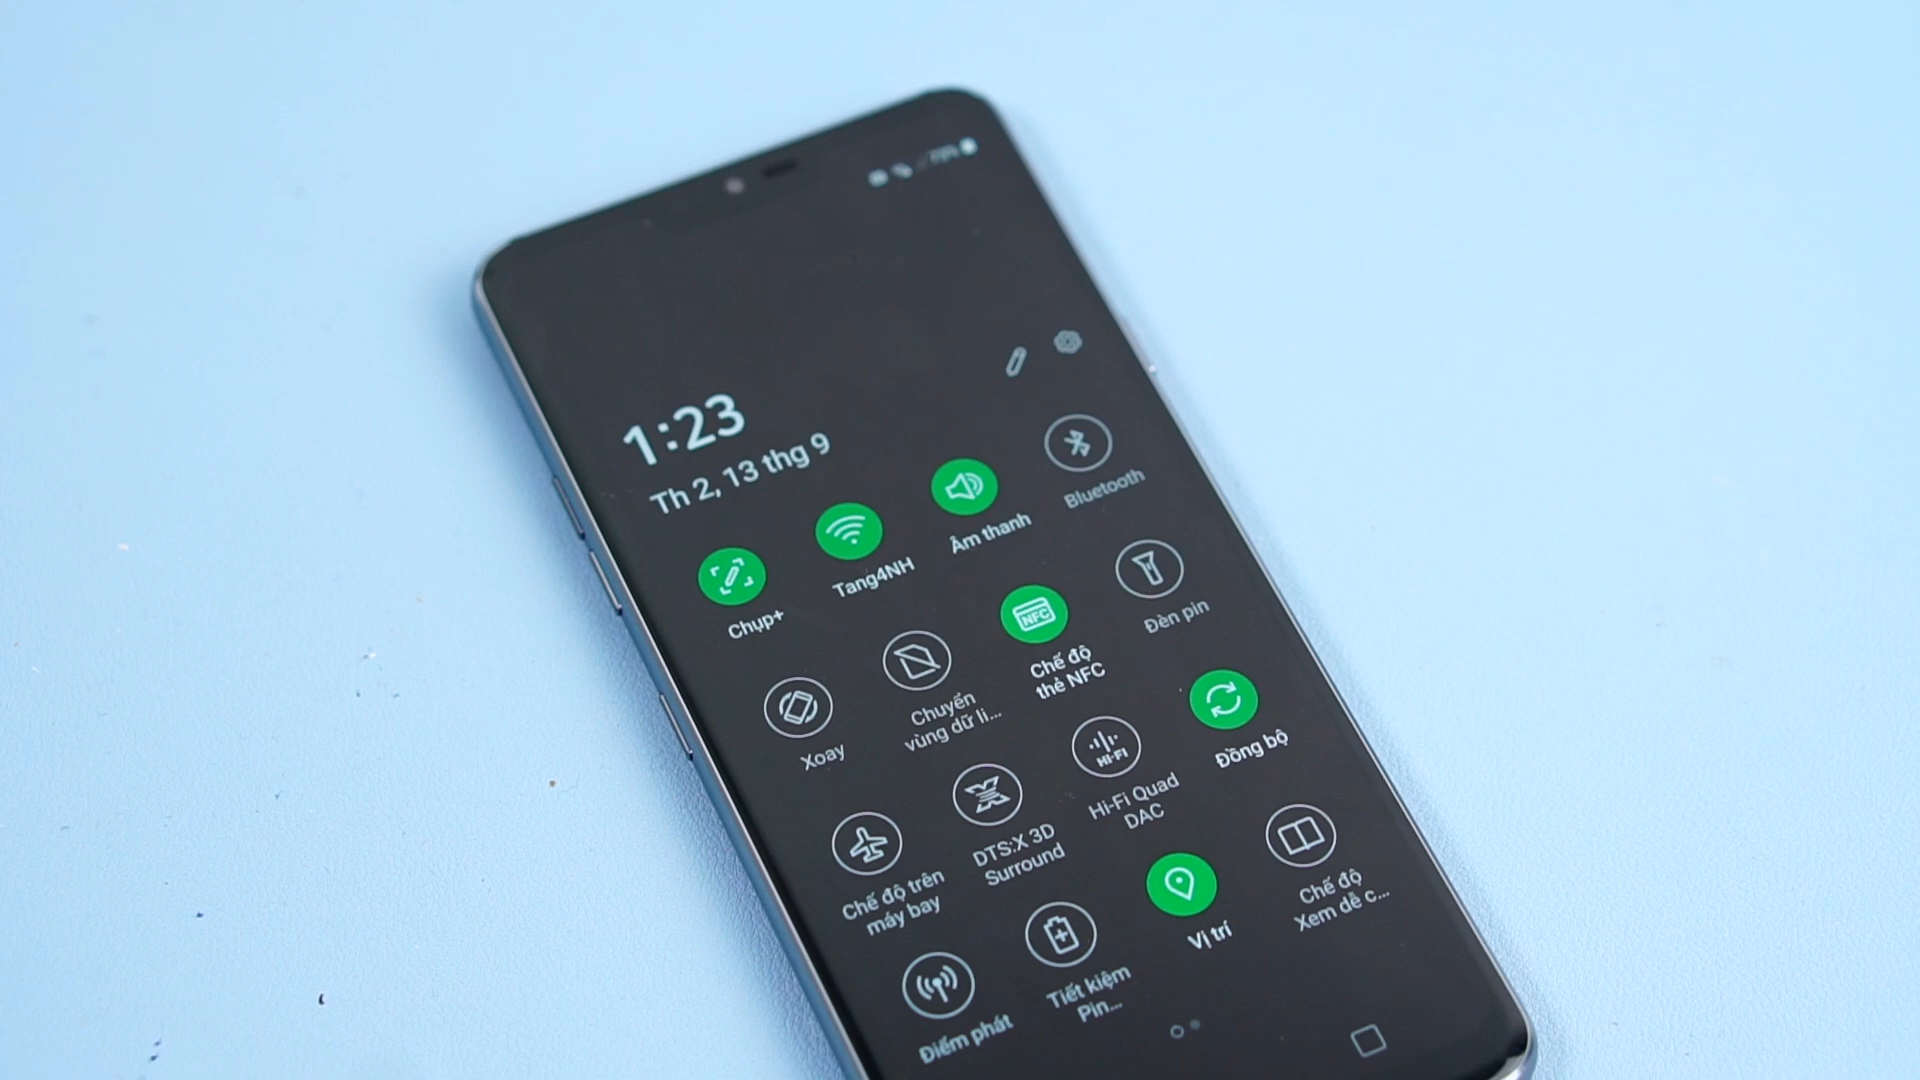 1:23
Th 2, 13 thg 9
Chụp+
Tang4NH
Âm thanh
Bluetooth
Xoay
Chuyển
vùng dữ li...
NFC
Chế độ
thẻ NFC
Đèn pin
Chế độ trên
máy bay
DTS:X 3D
Surround
HI-FI
Hi-Fi Quad
DAC
Đồng bộ
Điểm phát
Tiết kiệm
Pin...
Vị trí
Chế độ
Xem dễ c...